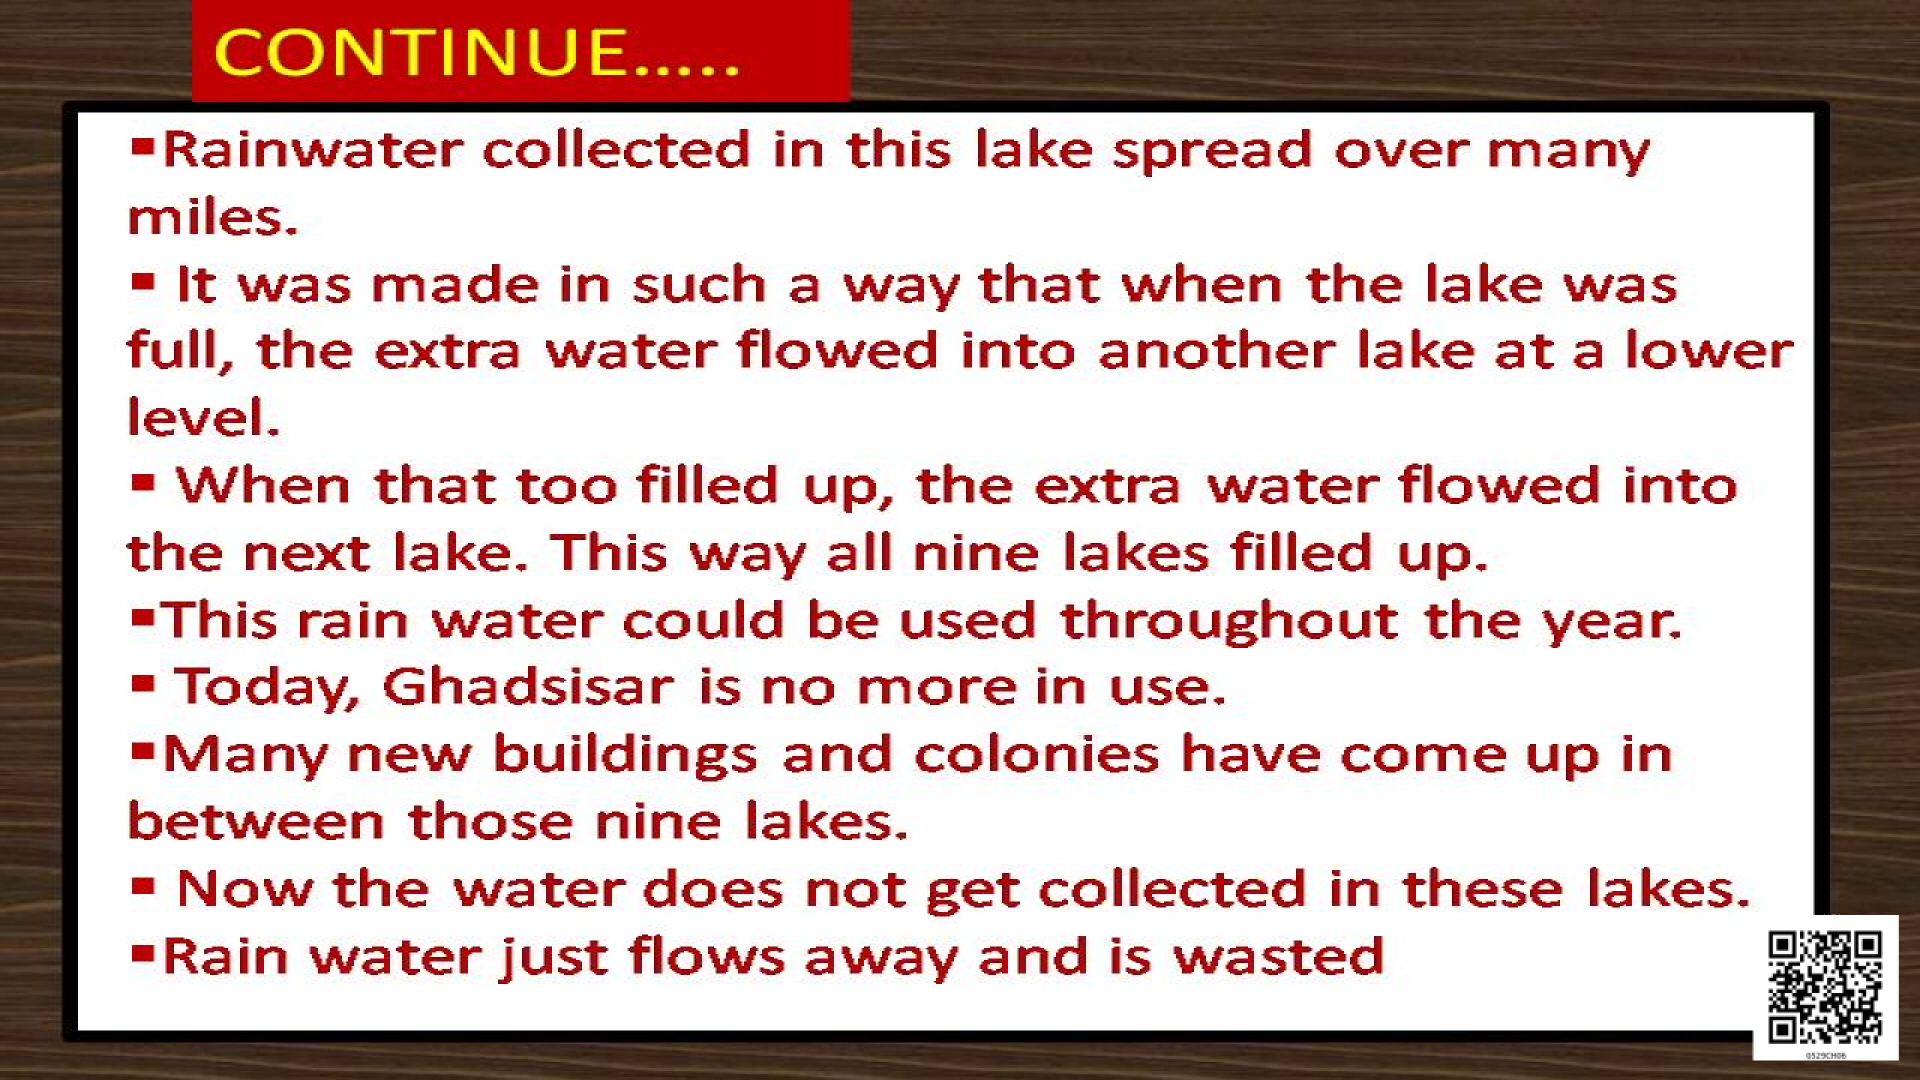 CONTINUE.....
▪Rainwater collected in this lake spread over many
miles.
▪ It was made in such a way that when the lake was
full, the extra water flowed into another lake at a lower
level.
▪ When that too filled up, the extra water flowed into
the next lake. This way all nine lakes filled up.
▪This rain water could be used throughout the year.
▪ Today, Ghadsisar is no more in use.
▪Many new buildings and colonies have come up in
between those nine lakes.
▪ Now the water does not get collected in these lakes.
▪Rain water just flows away and is wasted
0529CH06